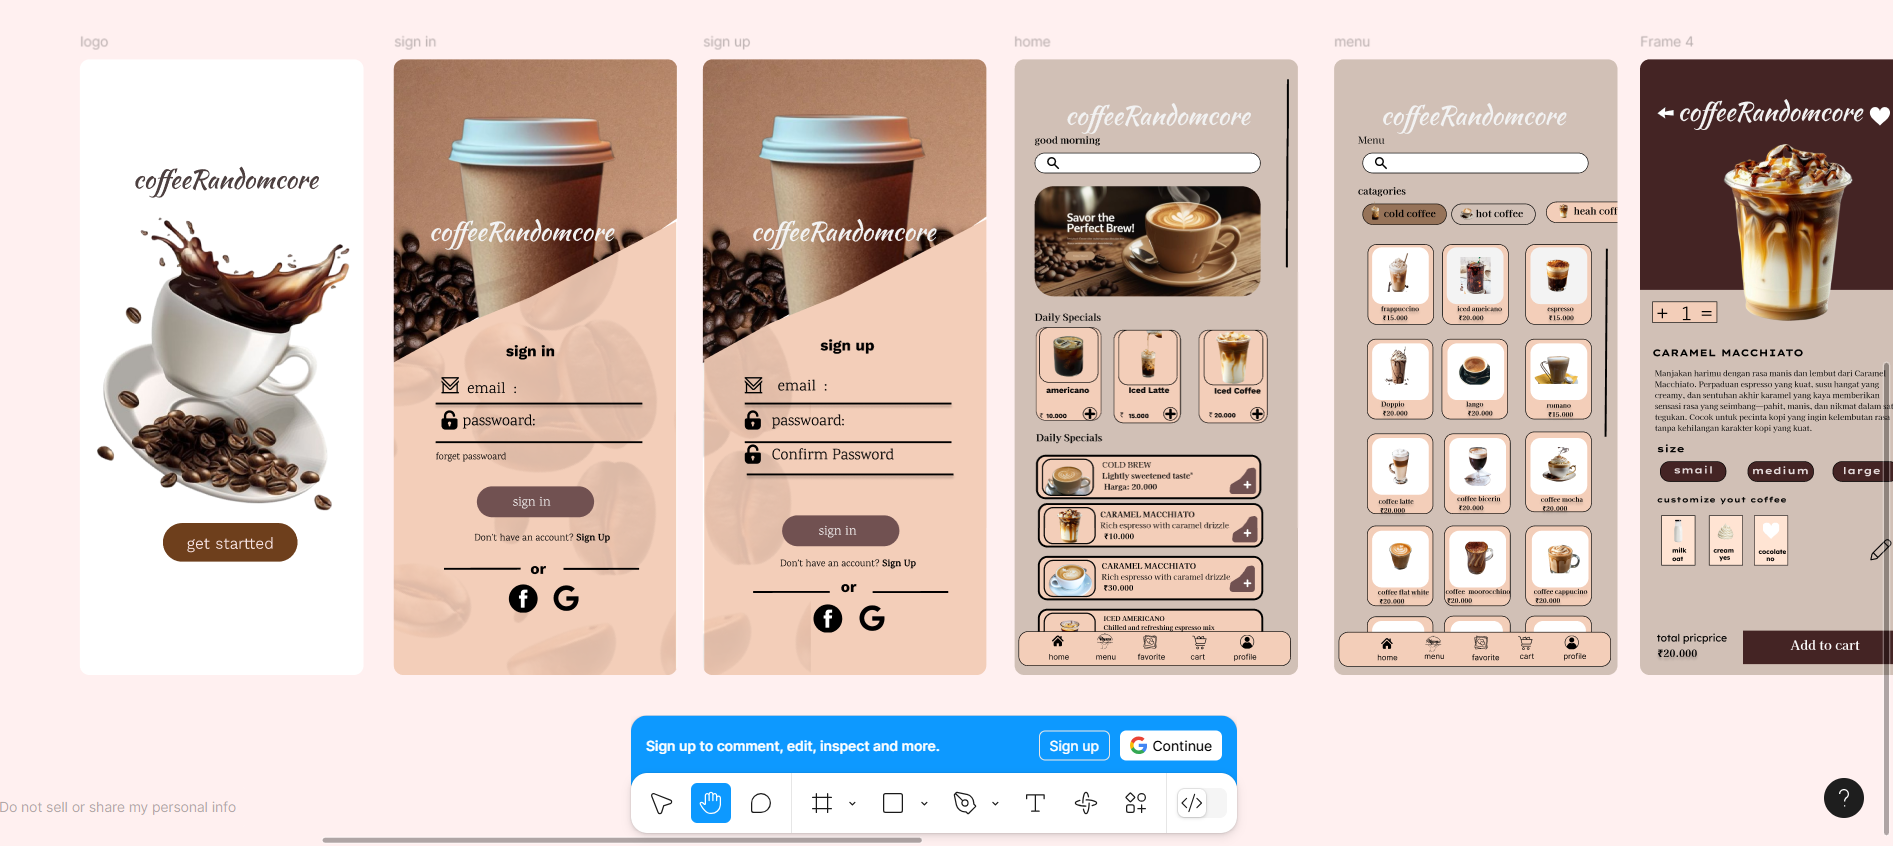 logo
coffeeRandomcore
get startted
sign in
coffeeRandomcore
sign in
email :
passwoard:
forget passwoard
sign in
Don't have an account? Sign Up
or
sign up
coffeeRandomcore
sign up
email :
passwoard:
Confirm Password
sign in
Don't have an account? Sign Up
or
home
coffeeRandomcore
good morning
Savor the
Perfect Brew!
Daily Specials
americano
₹ 10.000
Iced Latte
₹ 15.000
Iced Coffee
₹ 20.000
Daily Specials
COLD BREW
Lightly sweetened taste"
Harga: 20.000
CARAMEL MACCHIATO
Rich espresso with caramel drizzle
₹10.000
CARAMEL MACCHIATO
Rich espresso with caramel drizzle
₹30.000
ICED AMERICANO
Chilled and refreshing espresso mix
home
menu
favorite
cart
profile
menu
coffeeRandomcore
Menu
catagories
cold coffee
hot coffee
heah coff
frappuccino
₹15.000
iced americano
₹20.000
espresso
₹15.000
Doppio
₹20.000
lango
₹20.000
romano
₹15.000
coffee latte
₹20.000
coffee bicerin
₹20.000
coffee mocha
₹20.000
coffee flat white
₹20.000
coffee moorocchino
₹20.000
coffee cappucino
₹20.000
home
menu
favorite
cart
profile
Frame 4
coffeeRandomcore
+ 1 =
CARAMEL MACCHIATO
Manjakan harimu dengan rasa manis dan lembut dari Caramel
Macchiato. Perpaduan espresso yang kuat, susu hangat yang
creamy, dan sentuhan akhir karamel yang kaya memberikan
sensasi rasa yang seimbang—pahit, manis, dan nikmat dalam sat
tegukan. Cocok untuk pecinta kopi yang ingin kelembutan rasa
tanpa kehilangan karakter kopi yang kuat.
size
smail
medium
large
customize yout coffee
milk
oat
cream
yes
cocolate
no
total pricprice
₹20.000
Add to cart
Sign up to comment, edit, inspect and more.
Sign up
Continue
Do not sell or share my personal info
?